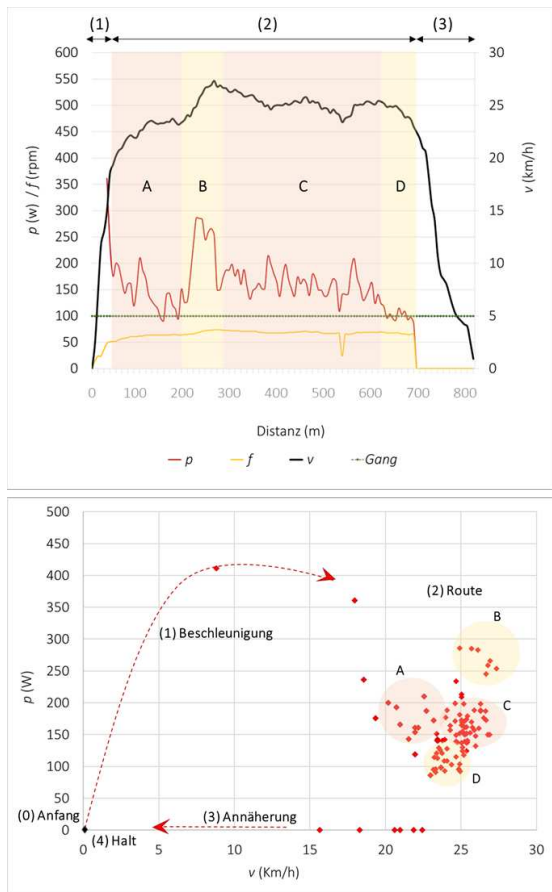 (1) (2) (3)
600 30
550
500 25
450
400 20
350
300 15
250
200 10
150
100 5
50
0 0
p (w) / f (rpm)
v (km/h)
A B C D
0 100 200 300 400 500 600 700 800
Distanz (m)
p f v Gang
500
450
400
350
300
250
200
150
100
50
0
p (W)
(2) Route
B
(1) Beschleunigung
A
C
D
(0) Anfang
(3) Annäherung
(4) Halt
0 5 10 15 20 25 30
v (Km/h)